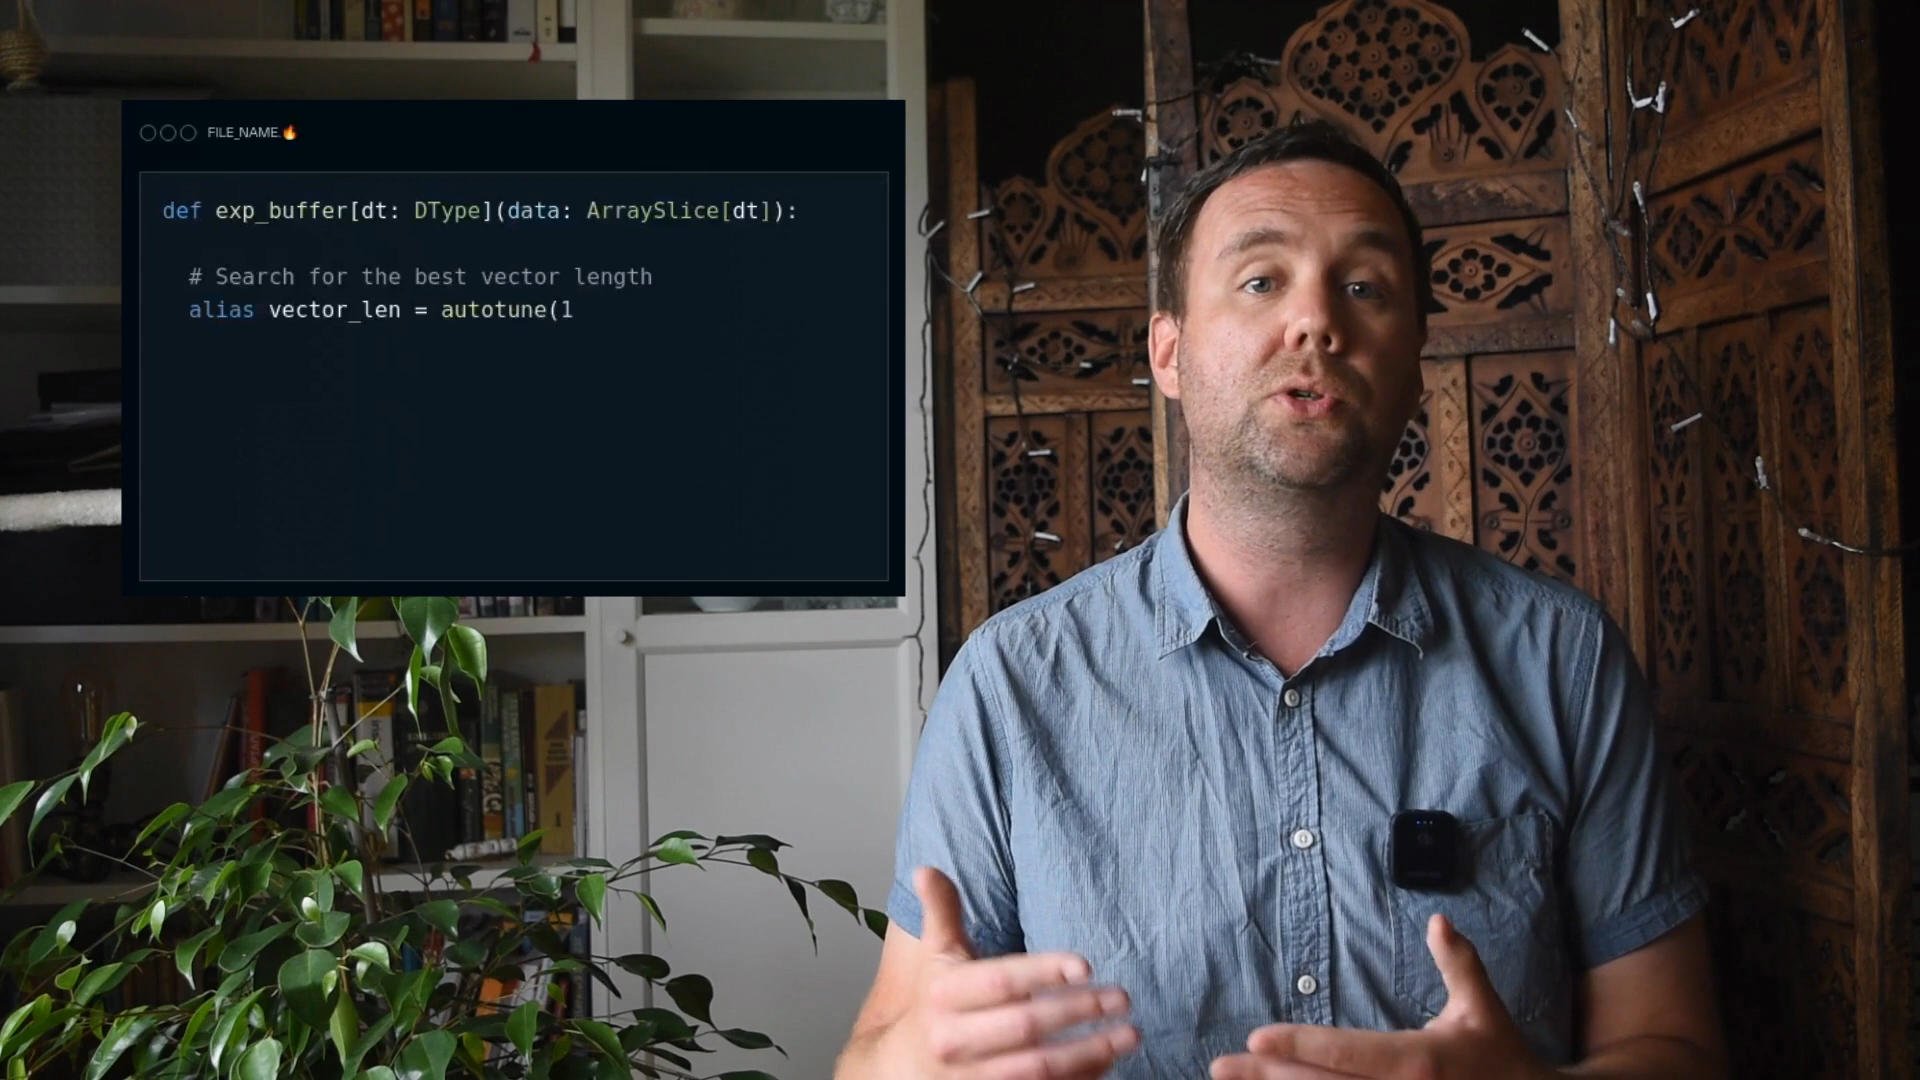 FILE_NAME.🔥
def exp_buffer[dt: DType](data: ArraySlice[dt]):
# Search for the best vector length
alias vector_len = autotune(1